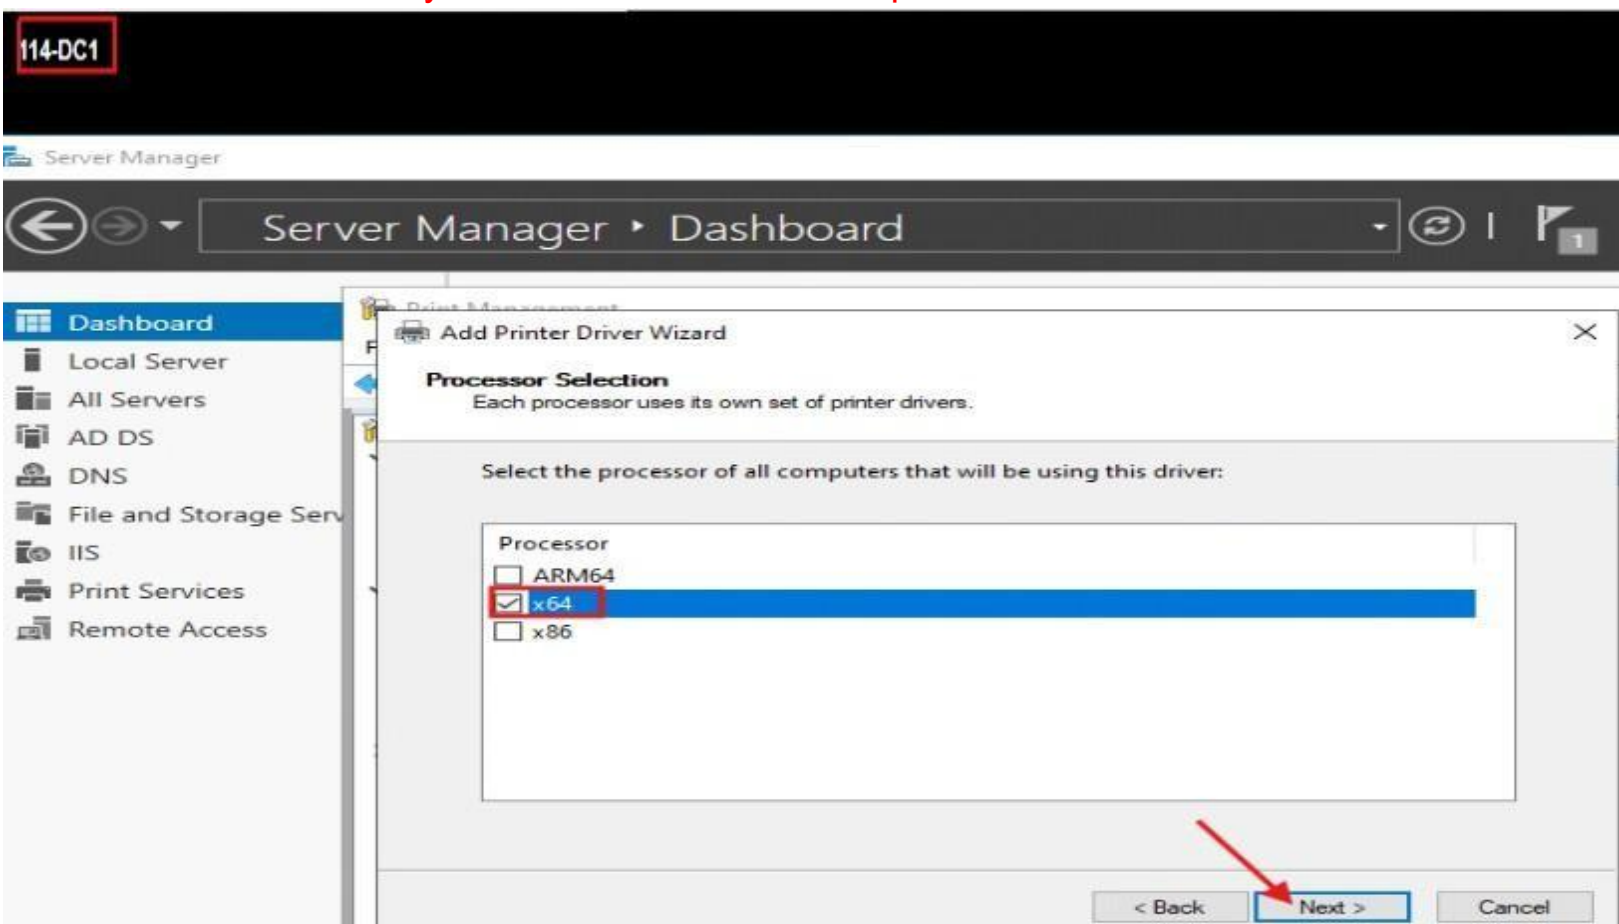 114-DC1
Server Manager
Server Manager ‣ Dashboard
1
Dashboard
Local Server
All Servers
AD DS
DNS
File and Storage Serv
IIS
Print Services
Remote Access
Print Management
Add Printer Driver Wizard
F
Processor Selection
Each processor uses its own set of printer drivers.
Select the processor of all computers that will be using this driver:
Processor
ARM64
x64
x86
< Back Next > Cancel